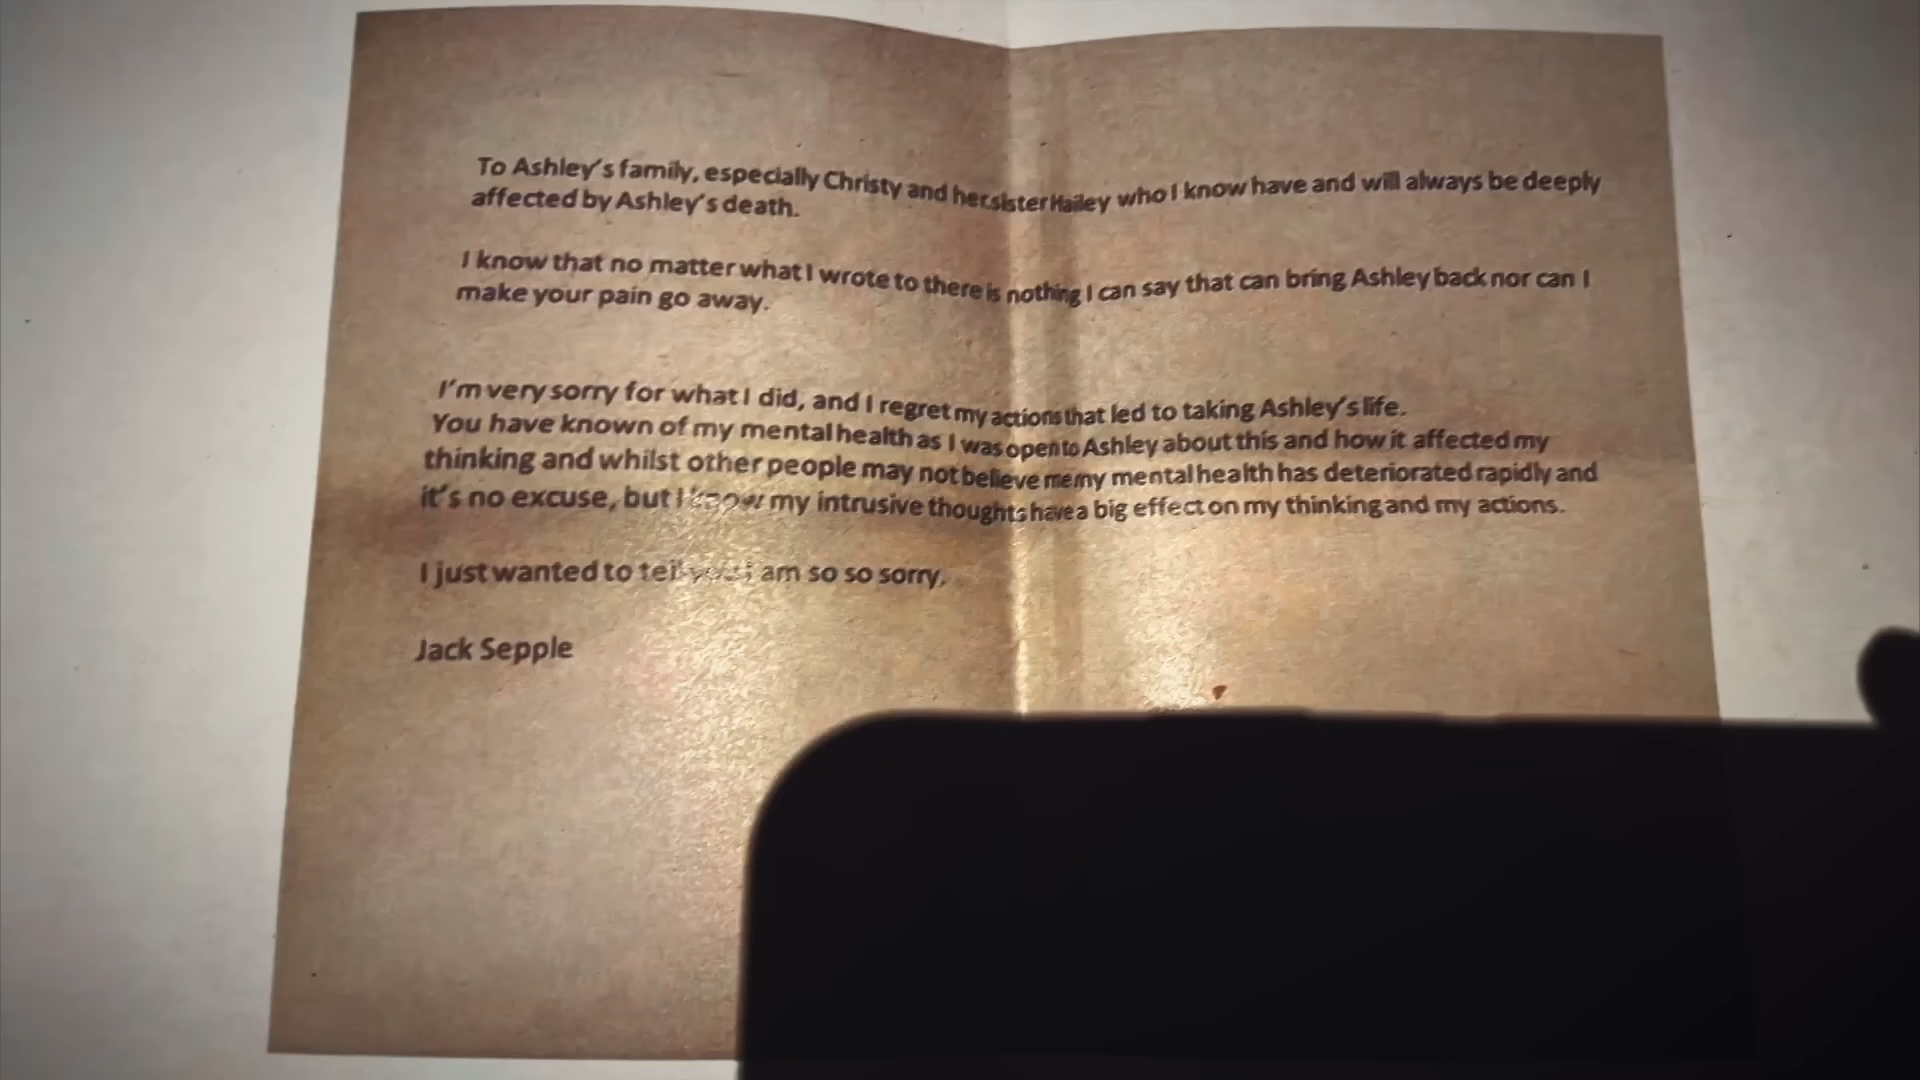 To Ashley's family, especially Christy and her sister Hailey who I know have and will always be deeply
affected by Ashley's death.
I know that no matter what I wrote to there is nothing I can say that can bring Ashley back nor can I
make your pain go away.
I'm very sorry for what I did, and I regret my actions that led to taking Ashley's life.
You have known of my mental health as I was open to Ashley about this and how it affected my
thinking and whilst other people may not believe me my mental health has deteriorated rapidly and
it's no excuse, but I know my intrusive thoughts have a big effect on my thinking and my actions.
I just wanted to tell you I am so so sorry.
Jack Sepple